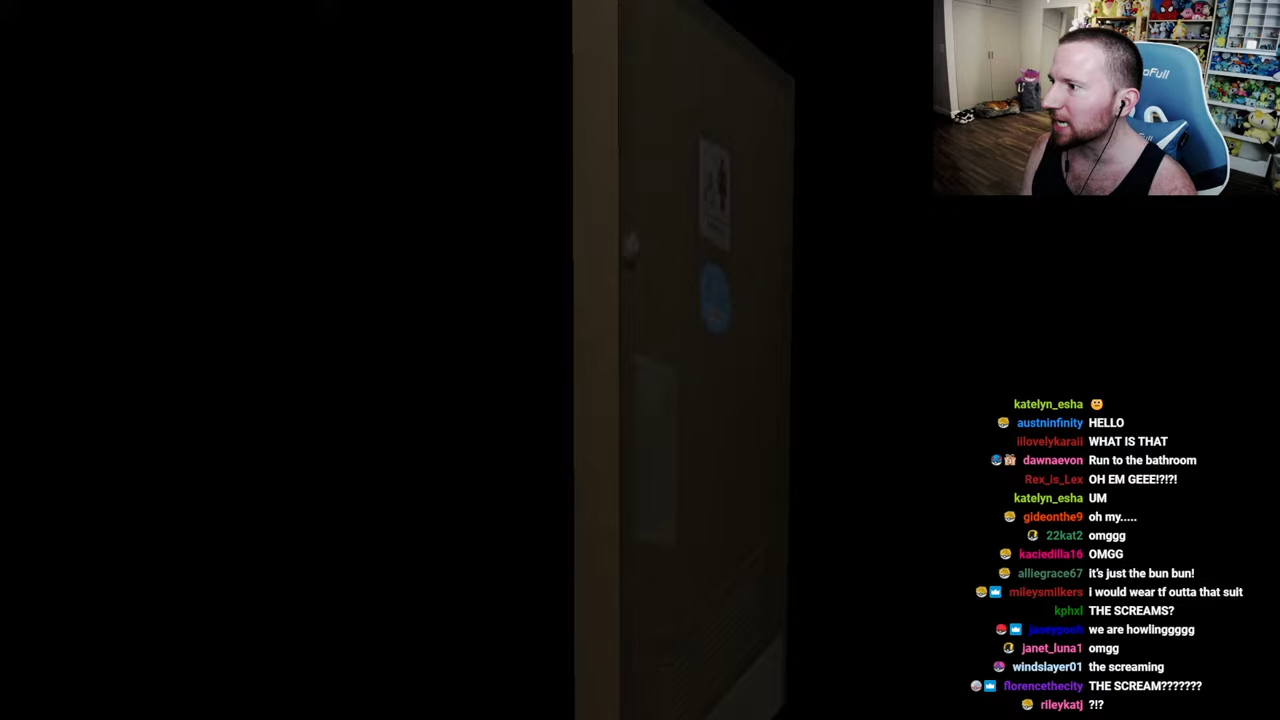 oFull
katelyn_esha
austninfinity HELLO
iilovelykaraii WHAT IS THAT
dawnaevon Run to the bathroom
Rex_is_Lex OH EM GEEE!?!?!
katelyn_esha UM
gideonthe9 oh my.....
22kat2 omggg
kaciedilla16 OMGG
alliegrace67 it's just the bun bun!
mileysmilkers i would wear tf outta that suit
kphxl THE SCREAMS?
we are howlinggggg
janet_luna1 omgg
windslayer01 the screaming
florencethecity THE SCREAM???????
rileykatj ?!?